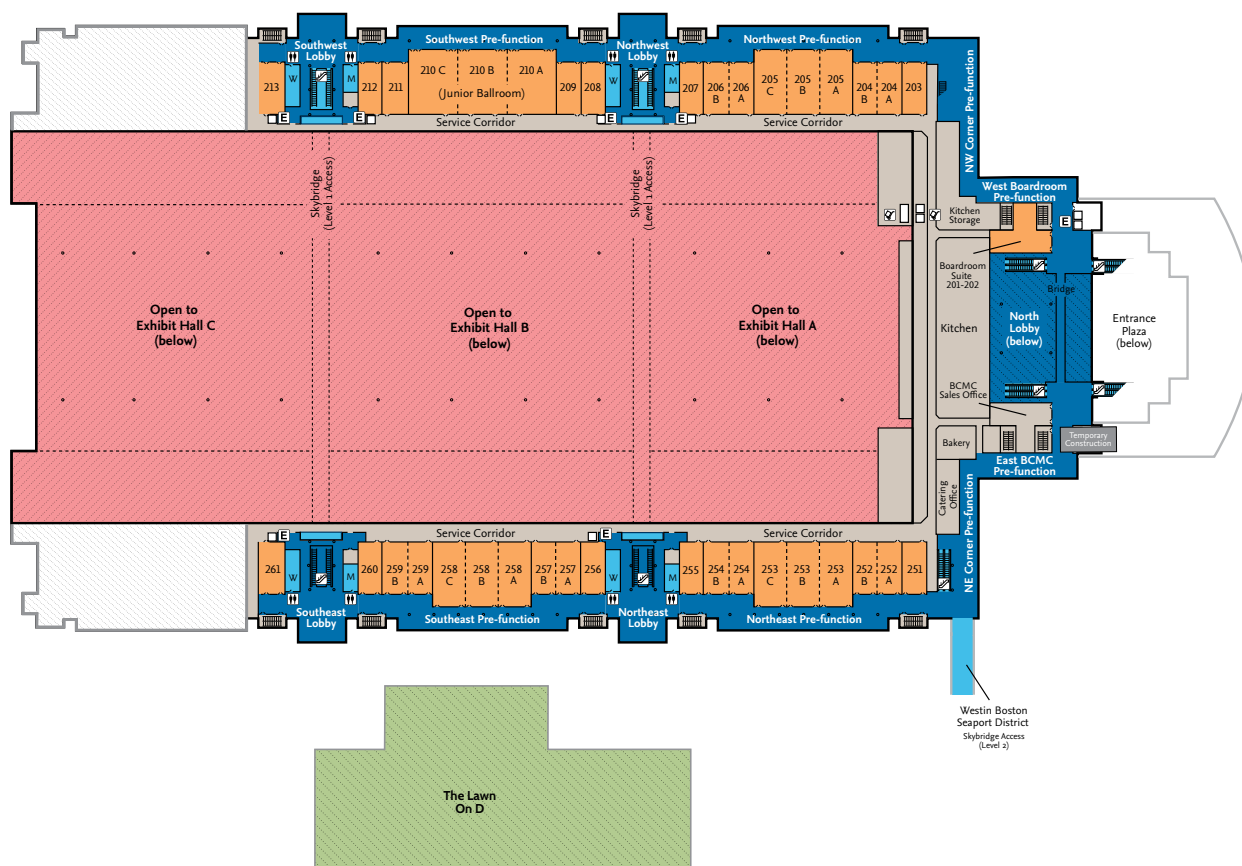 Southwest
Lobby
Southwest Pre-function
Northwest
Lobby
Northwest Pre-function
213
W
M
212
211
210 C
210 B
210 A
(Junior Ballroom)
209
208
W
M
207
206
B
206
A
205
C
205
B
205
A
204
B
204
A
203
E
E
E
E
Service Corridor
Service Corridor
NW Corner Pre-function
Skybridge
(Level 1 Access)
Skybridge
(Level 1 Access)
West Boardroom
Pre-function
Kitchen
Storage
E
Boardroom
Suite
201-202
Bridge
Open to
Exhibit Hall C
(below)
Open to
Exhibit Hall B
(below)
Open to
Exhibit Hall A
(below)
Kitchen
North
Lobby
(below)
Entrance
Plaza
(below)
BCMC
Sales Office
Bakery
Temporary
Construction
East BCMC
Pre-function
Catering
Office
NE Corner Pre-function
Service Corridor
Service Corridor
E
E
261
W
M
260
259
B
259
A
258
C
258
B
258
A
257
B
257
A
256
W
M
255
254
B
254
A
253
C
253
B
253
A
252
B
252
A
251
Southeast
Lobby
Southeast Pre-function
Northeast
Lobby
Northeast Pre-function
Westin Boston
Seaport District
Skybridge Access
(Level 2)
The Lawn
On D